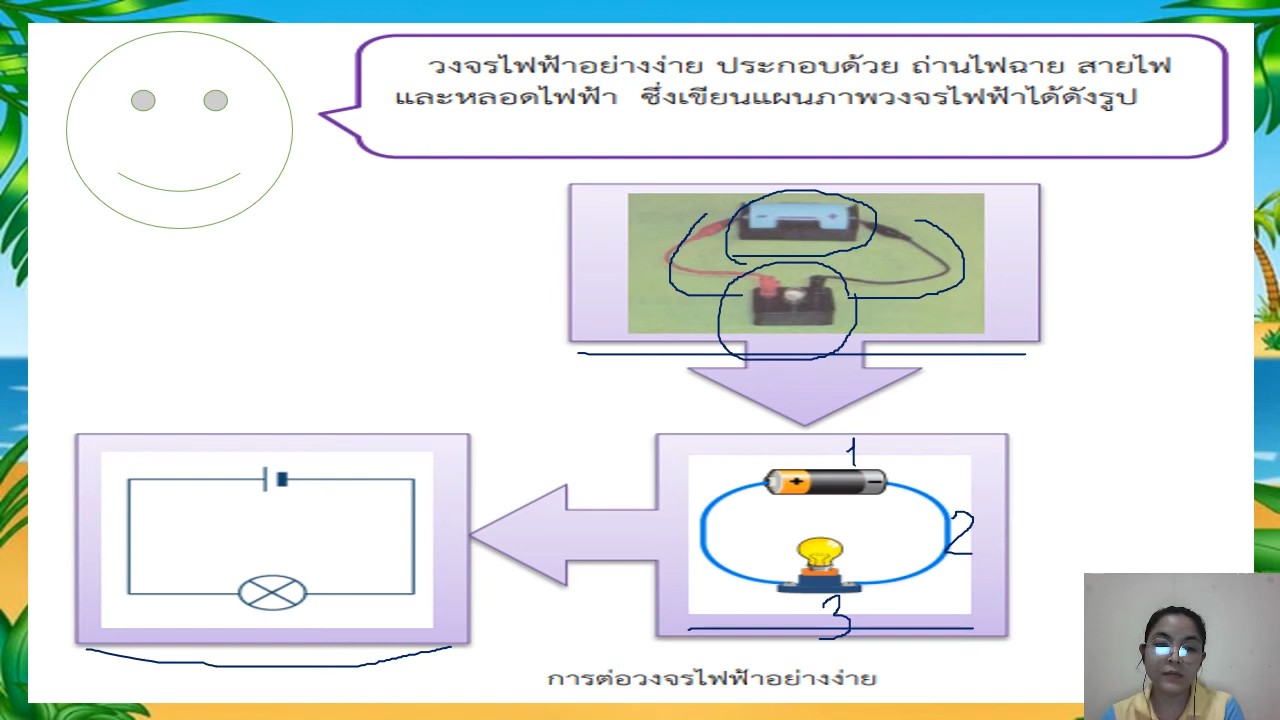 วงจรไฟฟ้าอย่างง่าย ประกอบด้วย ถ่านไฟฉาย สายไฟ
และหลอดไฟฟ้า ซึ่งเขียนแผนภาพวงจรไฟฟ้าได้ดังรูป
- +
1
+ -
2
3
การต่อวงจรไฟฟ้าอย่างง่าย